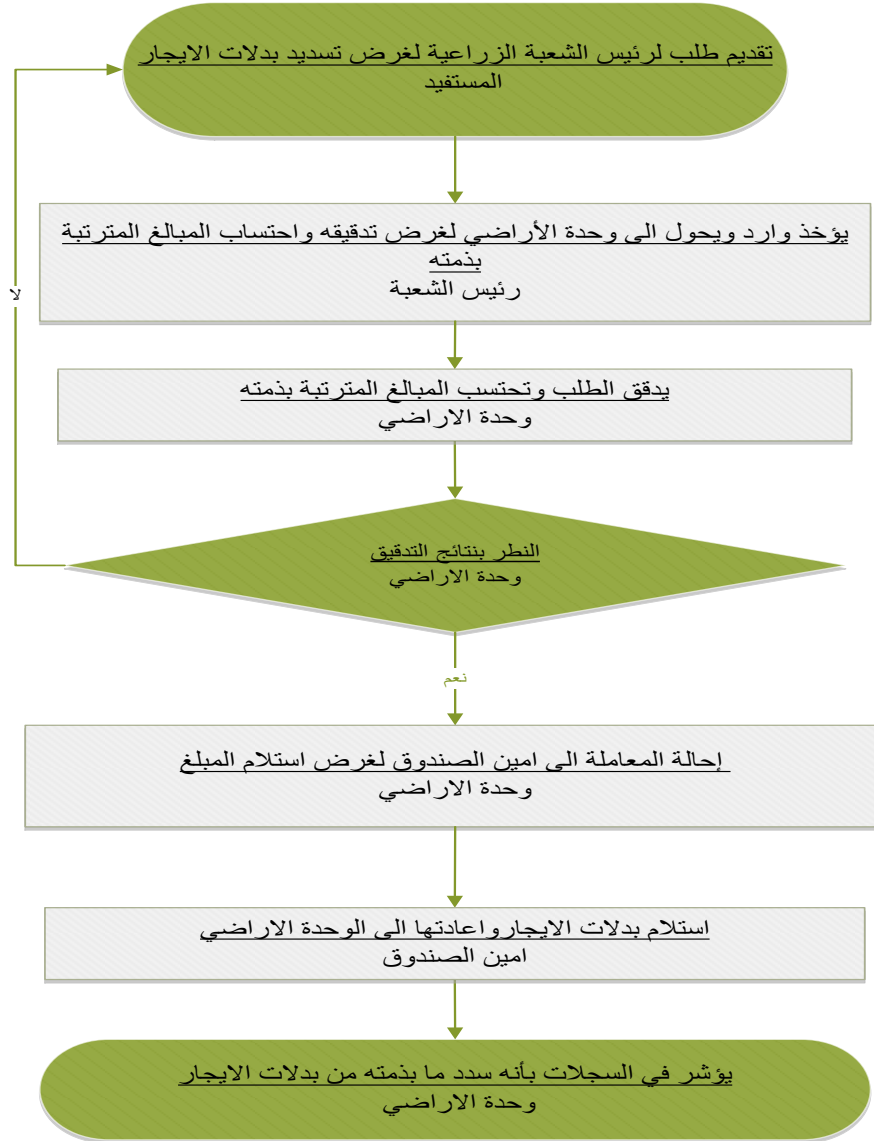 تقديم طلب لرئيس الشعبة الزراعية لغرض تسديد بدلات الايجار
المستفيد
يؤخذ وارد ويحول الى وحدة الأراضي لغرض تدقيقه واحتساب المبالغ المترتبة
بذمته
رئيس الشعبة
لا
يدقق الطلب وتحتسب المبالغ المترتبة بذمته
وحدة الاراضي
النطر بنتائج التدقيق
وحدة الاراضي
نعم
إحالة المعاملة الى امين الصندوق لغرض استلام المبلغ
وحدة الاراضي
استلام بدلات الايجارواعادتها الى الوحدة الاراضي
امين الصندوق
يؤشر في السجلات بأنه سدد ما بذمته من بدلات الايجار
وحدة الاراضي